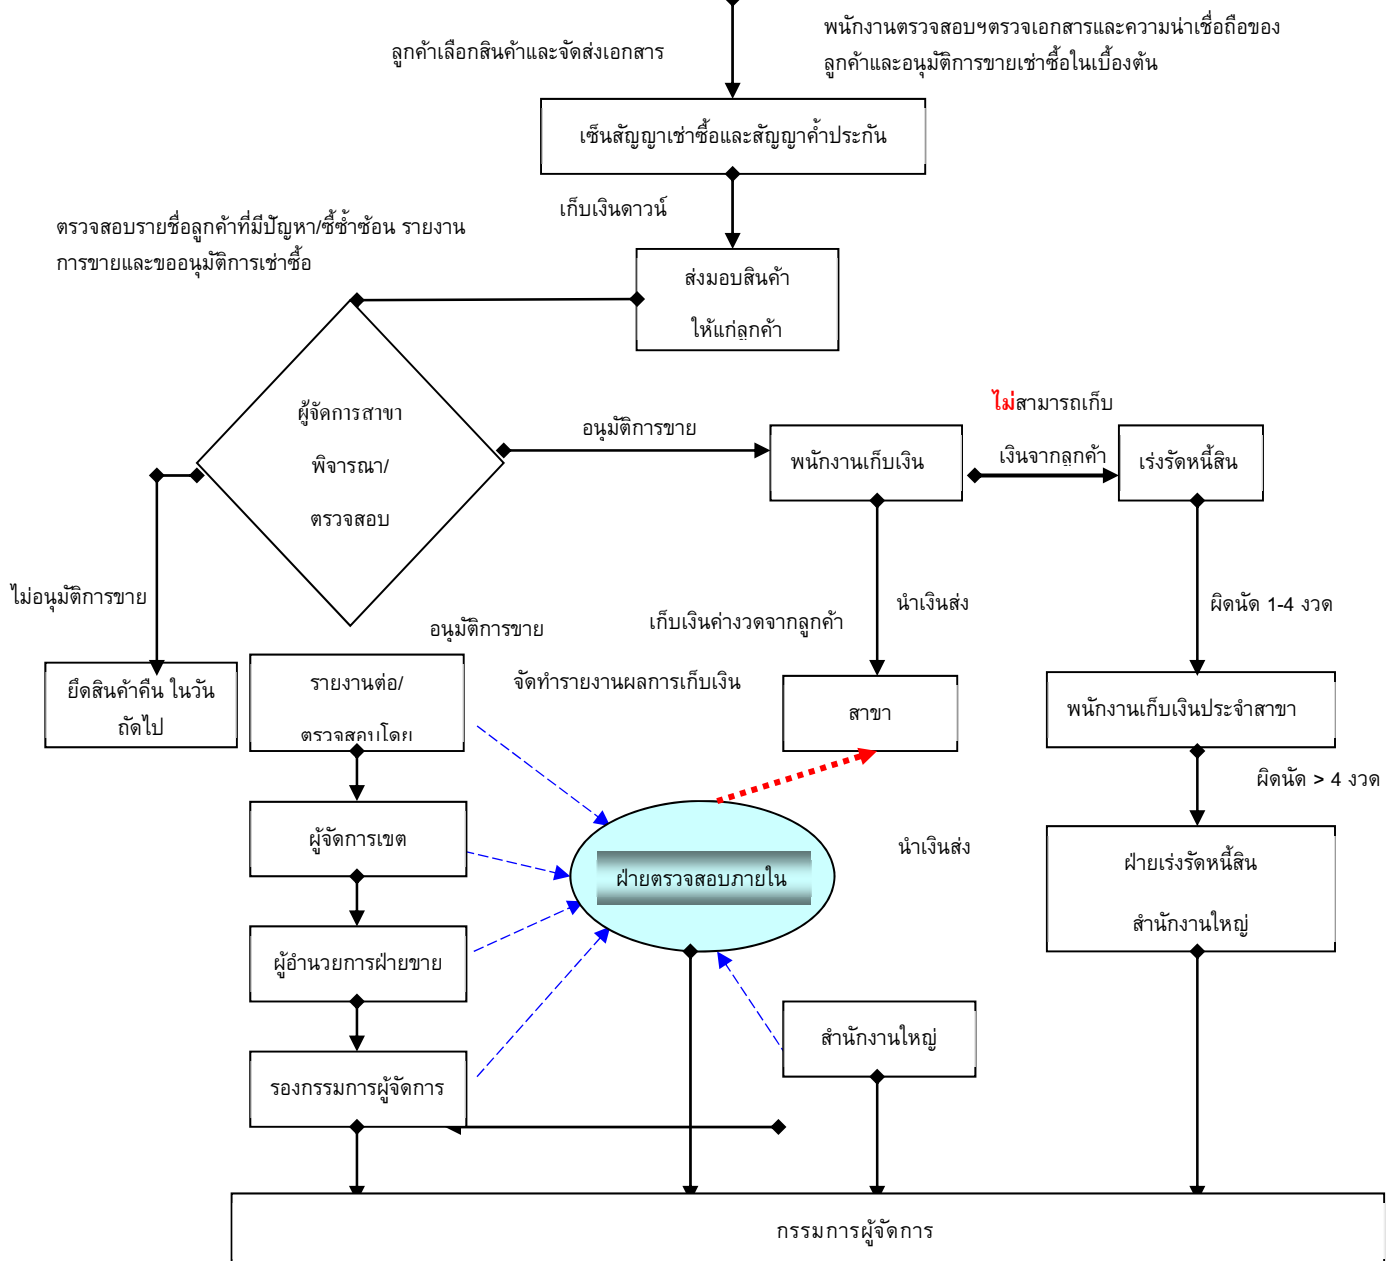 ลูกค้าเลือกสินค้าและจัดส่งเอกสาร
พนักงานตรวจสอบฯตรวจเอกสารและความน่าเชื่อถือของ
ลูกค้าและอนุมัติการขายเช่าซื้อในเบื้องต้น
เซ็นสัญญาเช่าซื้อและสัญญาค้ำประกัน
เก็บเงินดาวน์
ตรวจสอบรายชื่อลูกค้าที่มีปัญหา/ซี้ซ้ำซ้อน รายงาน
การขายและขออนุมัติการเช่าซื้อ
ส่งมอบสินค้า
ให้แก่ลูกค้า
ผู้จัดการสาขา
พิจารณา/
ตรวจสอบ
อนุมัติการขาย
พนักงานเก็บเงิน
ไม่สามารถเก็บ
เงินจากลูกค้า
เร่งรัดหนี้สิน
ไม่อนุมัติการขาย
ยึดสินค้าคืน ในวัน
ถัดไป
อนุมัติการขาย
รายงานต่อ/
ตรวจสอบโดย
เก็บเงินค่างวดจากลูกค้า
จัดทำรายงานผลการเก็บเงิน
นำเงินส่ง
สาขา
ผิดนัด 1-4 งวด
พนักงานเก็บเงินประจำสาขา
ผิดนัด > 4 งวด
ผู้จัดการเขต
ฝ่ายตรวจสอบภายใน
นำเงินส่ง
ฝ่ายเร่งรัดหนี้สิน
สำนักงานใหญ่
ผู้อำนวยการฝ่ายขาย
สำนักงานใหญ่
รองกรรมการผู้จัดการ
กรรมการผู้จัดการ